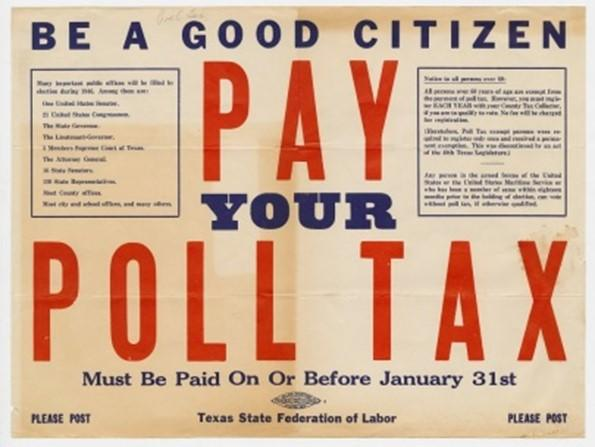 BE A GOOD CITIZEN
PAY
YOUR
POLL TAX
Many important public offices will be filled by
election during 1946. Among them are:
One United States Senator.
21 United States Congressmen.
The State Governor.
The Lieutenant-Governor.
3 Members Supreme Court of Texas.
The Attorney General.
16 State Senators.
150 State Representatives.
Most County offices.
Most city and school offices, and many others.
Notice to all persons over 60:
All persons over 60 years of age are exempt from
the payment of poll tax. However, you must regis-
ter EACH YEAR with your County Tax Collector,
if you are to qualify to vote. No fee will be charged
for registration.
(Heretofore, Poll Tax exempt persons were re-
quired to register only once and received a perma-
nent exemption. This was discontinued by an act
of the 49th Texas Legislature.)
Any person in the armed forces of the United
States or the United States Maritime Service or
who has been a member of same within eighteen
months prior to the holding of election, can vote
without poll tax, if otherwise qualified.
Must Be Paid On Or Before January 31st
PLEASE POST
Texas State Federation of Labor
PLEASE POST